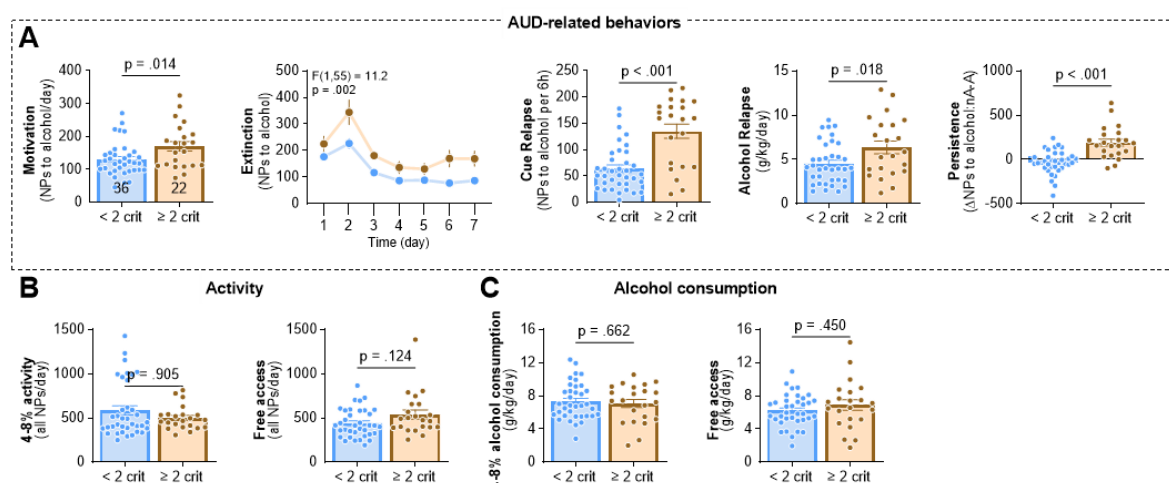 AUD-related behaviors
A
Motivation
(NPs to alcohol/day)
400
300
200
100
0
p = .014
36
22
< 2 crit
≥ 2 crit
Extinction
(NPs to alcohol)
500
400
300
200
100
0
F(1,55) = 11.2
p = .002
1
2
3
4
5
6
7
Time (day)
Cue Relapse
(NPs to alcohol per 6h)
250
200
150
100
50
0
p < .001
< 2 crit
≥ 2 crit
Alcohol Relapse
(g/kg/day)
15
10
5
0
p = .018
< 2 crit
≥ 2 crit
Persistence
(ΔNPs to alcohol:nA-A)
1000
500
0
-500
p < .001
< 2 crit
≥ 2 crit
B
Activity
4-8% activity
(all NPs/day)
1500
1000
500
0
p = .905
< 2 crit
≥ 2 crit
Free access
(all NPs/day)
1500
1000
500
0
p = .124
< 2 crit
≥ 2 crit
C
Alcohol consumption
-8% alcohol consumption
(g/kg/day)
16
12
8
4
0
p = .662
< 2 crit
≥ 2 crit
Free access
(g/kg/day)
16
12
8
4
0
p = .450
< 2 crit
≥ 2 crit